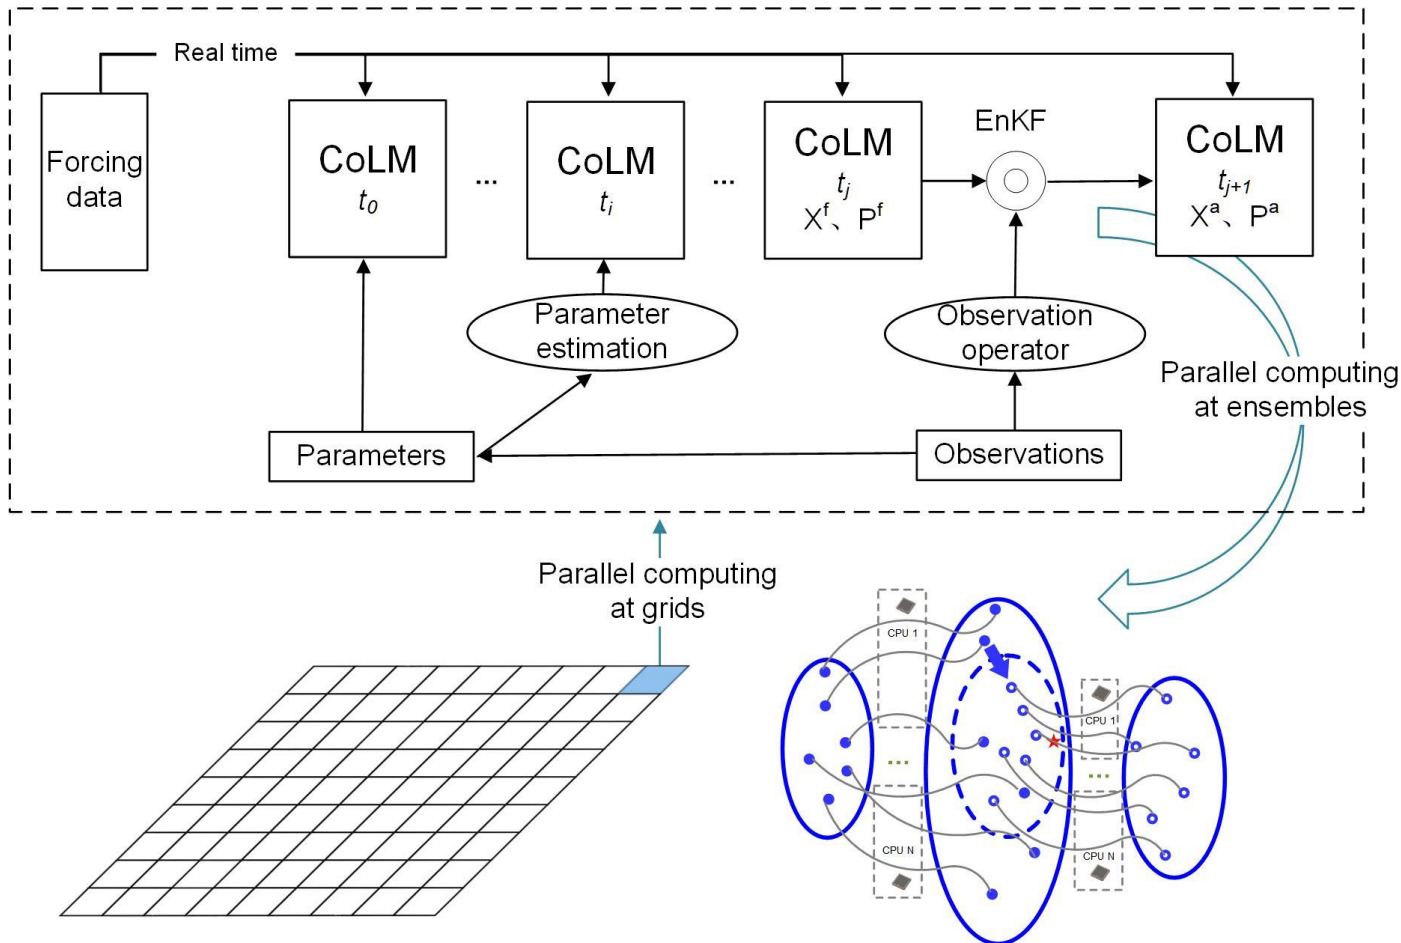 Real time
Forcing
data
CoLM
t0
...
CoLM
ti
...
CoLM
tj
Xf、Pf
EnKF
CoLM
tj+1
Xa、Pa
Parameter
estimation
Observation
operator
Parallel computing
at ensembles
Parameters
Observations
Parallel computing
at grids
CPU 1
CPU 1
...
...
CPU N
CPU N